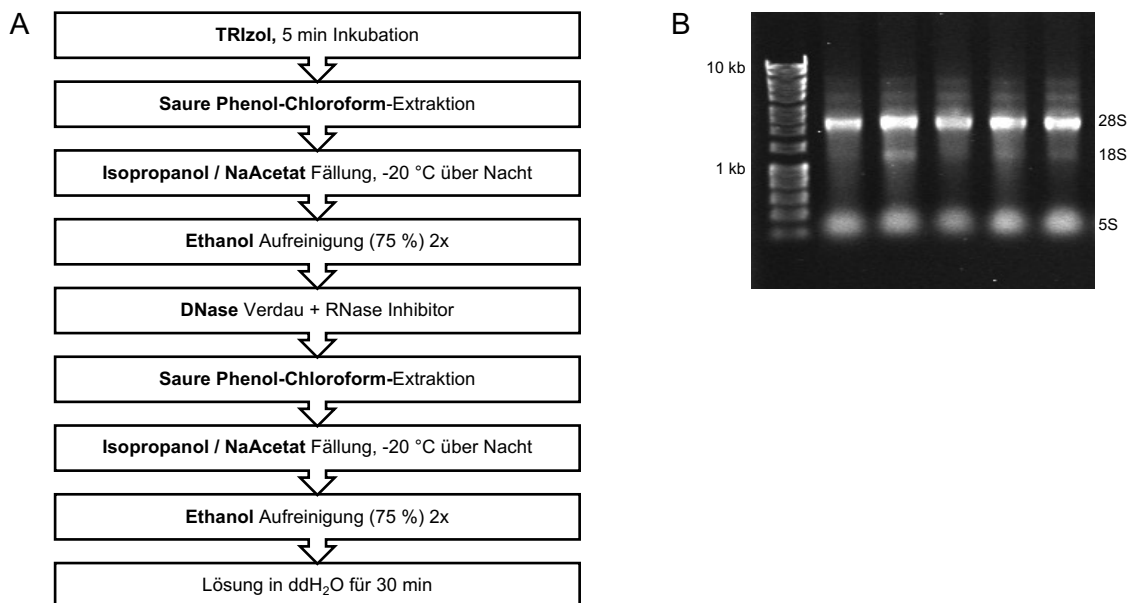 A
TRIzol, 5 min Inkubation
Saure Phenol-Chloroform-Extraktion
Isopropanol / NaAcetat Fällung, -20 °C über Nacht
Ethanol Aufreinigung (75 %) 2x
DNase Verdau + RNase Inhibitor
Saure Phenol-Chloroform-Extraktion
Isopropanol / NaAcetat Fällung, -20 °C über Nacht
Ethanol Aufreinigung (75 %) 2x
Lösung in ddH₂O für 30 min
B
10 kb
1 kb
28S
18S
5S